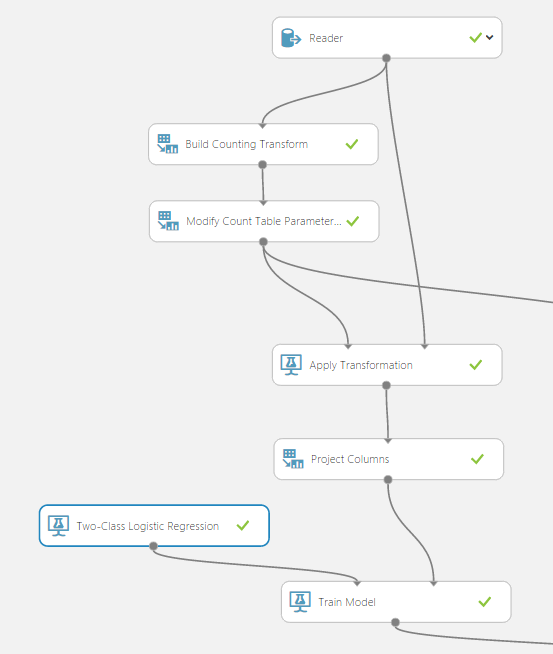 Reader
Build Counting Transform
Modify Count Table Parameter...
Apply Transformation
Project Columns
Two-Class Logistic Regression
Train Model